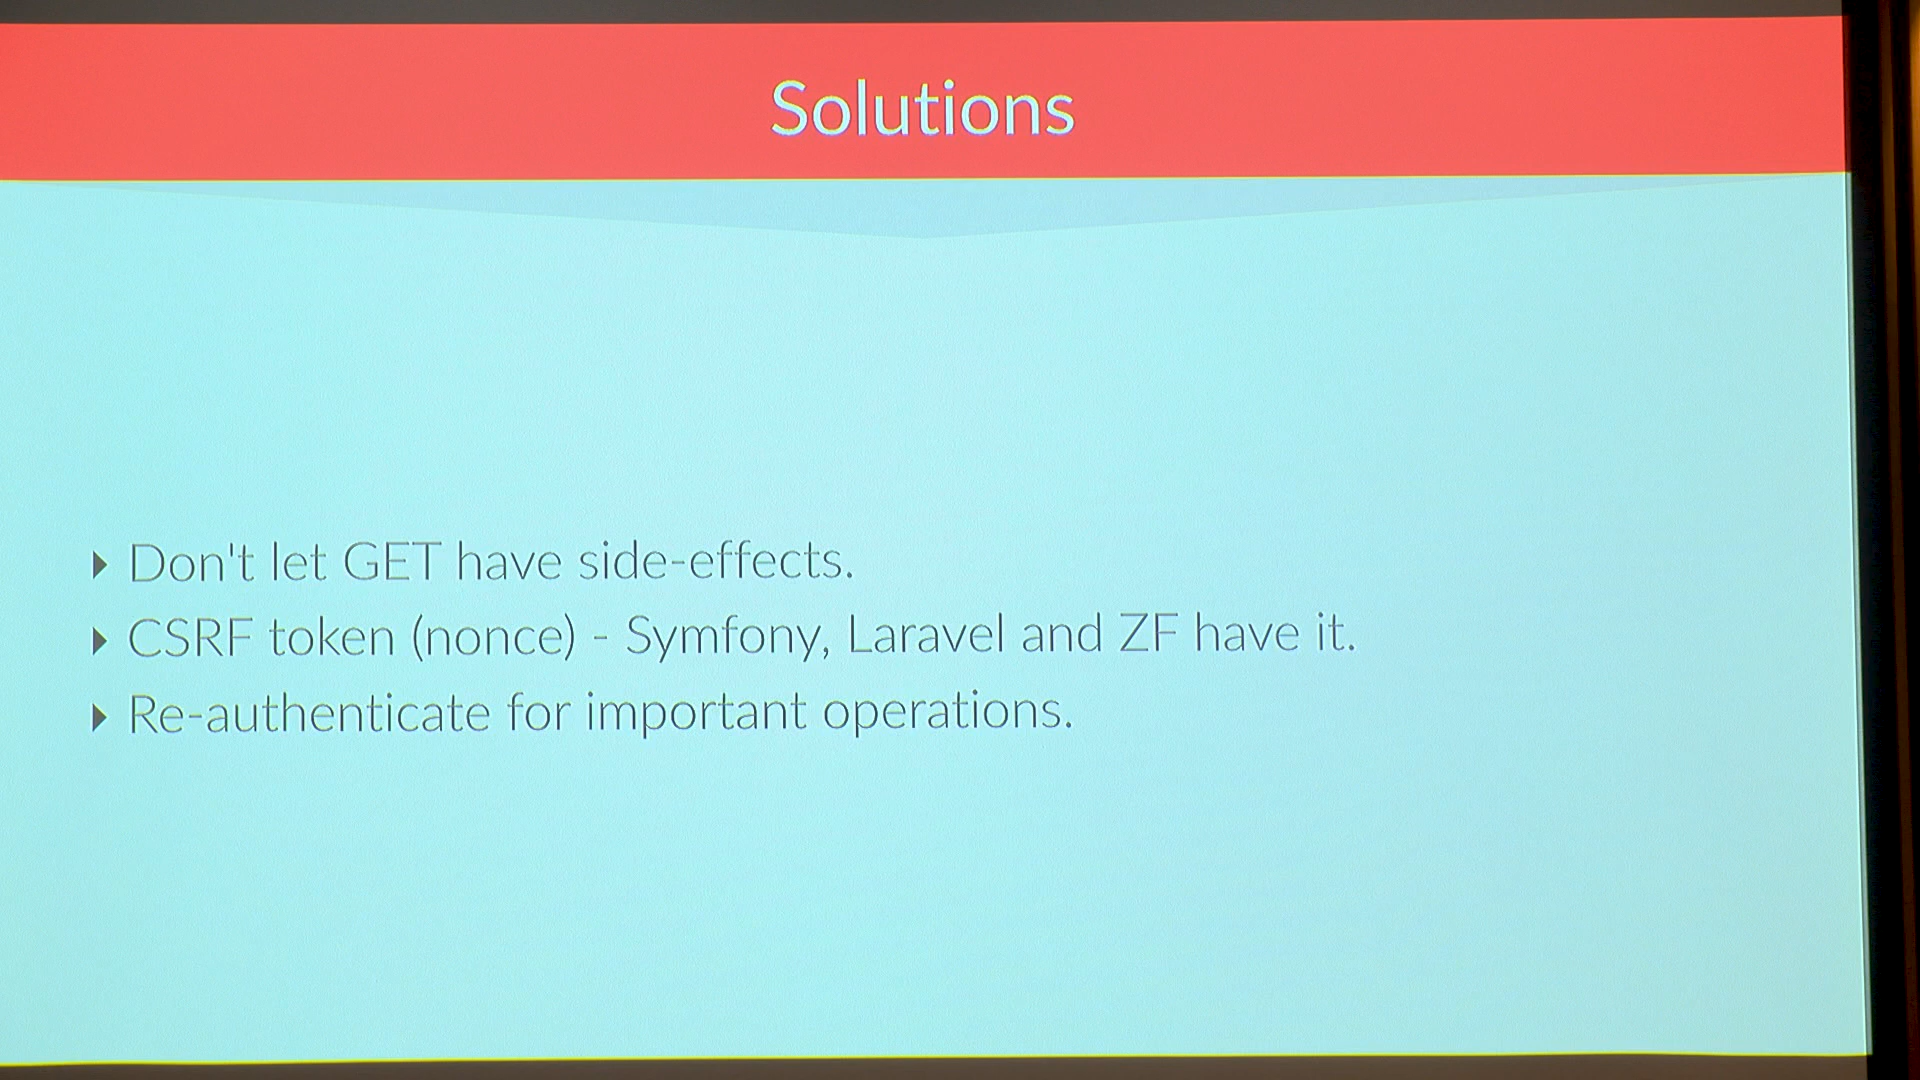 Solutions
Don't let GET have side-effects.
CSRF token (nonce) - Symfony, Laravel and ZF have it.
Re-authenticate for important operations.